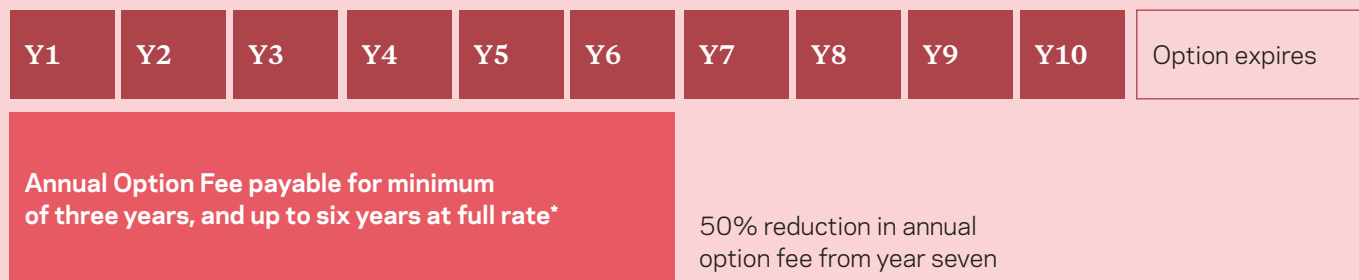 Y1 Y2 Y3 Y4 Y5 Y6 Y7 Y8 Y9 Y10 Option expires
Annual Option Fee payable for minimum
of three years, and up to six years at full rate*
50% reduction in annual
option fee from year seven